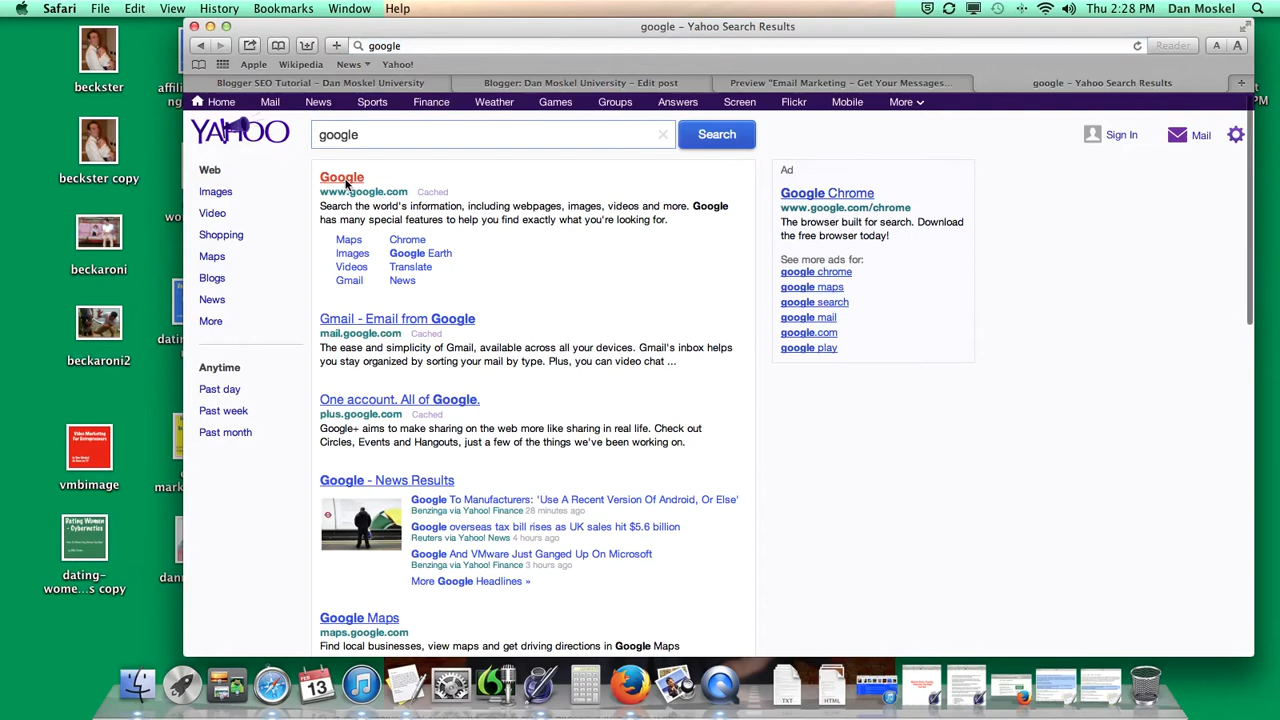 Safari File Edit View History Bookmarks Window Help Thu 2:28 PM Dan Moskel
google – Yahoo Search Results
google Reader A A
Apple Wikipedia News Yahoo!
Blogger SEO Tutorial – Dan Moskel University Blogger: Dan Moskel University – Edit post Preview "Email Marketing – Get Your Messages... google – Yahoo Search Results
Home Mail News Sports Finance Weather Games Groups Answers Screen Flickr Mobile More
YAHOO google Search Sign In Mail
Web
Images
Video
Shopping
Maps
Blogs
News
More
Anytime
Past day
Past week
Past month
Google
www.google.com Cached
Search the world's information, including webpages, images, videos and more. Google
has many special features to help you find exactly what you're looking for.
Maps Chrome
Images Google Earth
Videos Translate
Gmail News
Gmail - Email from Google
mail.google.com Cached
The ease and simplicity of Gmail, available across all your devices. Gmail's inbox helps
you stay organized by sorting your mail by type. Plus, you can video chat ...
One account. All of Google.
plus.google.com Cached
Google+ aims to make sharing on the web more like sharing in real life. Check out
Circles, Events and Hangouts, just a few of the things we've been working on.
Google - News Results
Google To Manufacturers: 'Use A Recent Version Of Android, Or Else'
Benzinga via Yahoo! Finance 28 minutes ago
Google overseas tax bill rises as UK sales hit $5.6 billion
Reuters via Yahoo! News 4 hours ago
Google And VMware Just Ganged Up On Microsoft
Benzinga via Yahoo! Finance 3 hours ago
More Google Headlines »
Google Maps
maps.google.com
Find local businesses, view maps and get driving directions in Google Maps
Ad
Google Chrome
www.google.com/chrome
The browser built for search. Download
the free browser today!
See more ads for:
google chrome
google maps
google search
google mail
google.com
google play
beckster
beckster copy
beckaroni
beckaroni2
vmbimage
dating-
wome...s copy
affili
ng
wo
datin
mark
dann
PM
FEB
TXT
HTML